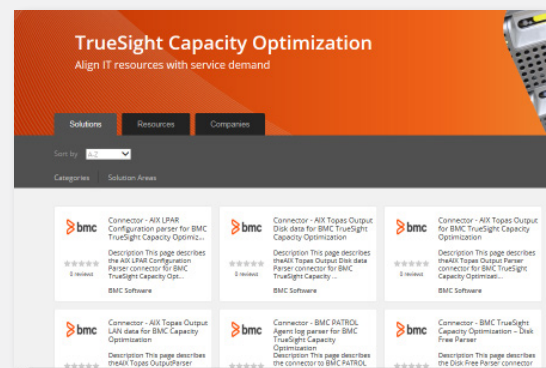 TrueSight Capacity Optimization
Align IT resources with service demand
Solutions Resources Companies
Sort by A-Z
Categories Solution Areas
bmc
Connector - AIX LPAR
Configuration parser for BMC
TrueSight Capacity Optimiz...
Description This page describes
the AIX LPAR Configuration
Parser connector for BMC
TrueSight Capacity Opt...
0 reviews
BMC Software
bmc
Connector - AIX Topas Output
Disk data for BMC TrueSight
Capacity Optimization
Description This page describes
theAIX Topas Output Disk data
Parser connector for BMC
TrueSight Capacity ...
0 reviews
BMC Software
bmc
Connector - AIX Topas Output
for BMC TrueSight Capacity
Optimization
Description This page describes
theAIX Topas Output Parser
connector for BMC TrueSight
Capacity Optimizati...
0 reviews
BMC Software
bmc
Connector - AIX Topas Output
LAN data for BMC Capacity
Optimization
Description This page describes
theAIX Topas OutputParser
bmc
Connector - BMC PATROL
Agent log parser for BMC
TrueSight Capacity
Optimization
Description This page describes
the connector to BMC PATROL
bmc
Connector - BMC TrueSight
Capacity Optimization – Disk
Free Parser
Description This page describes
the Disk Free Parser connector